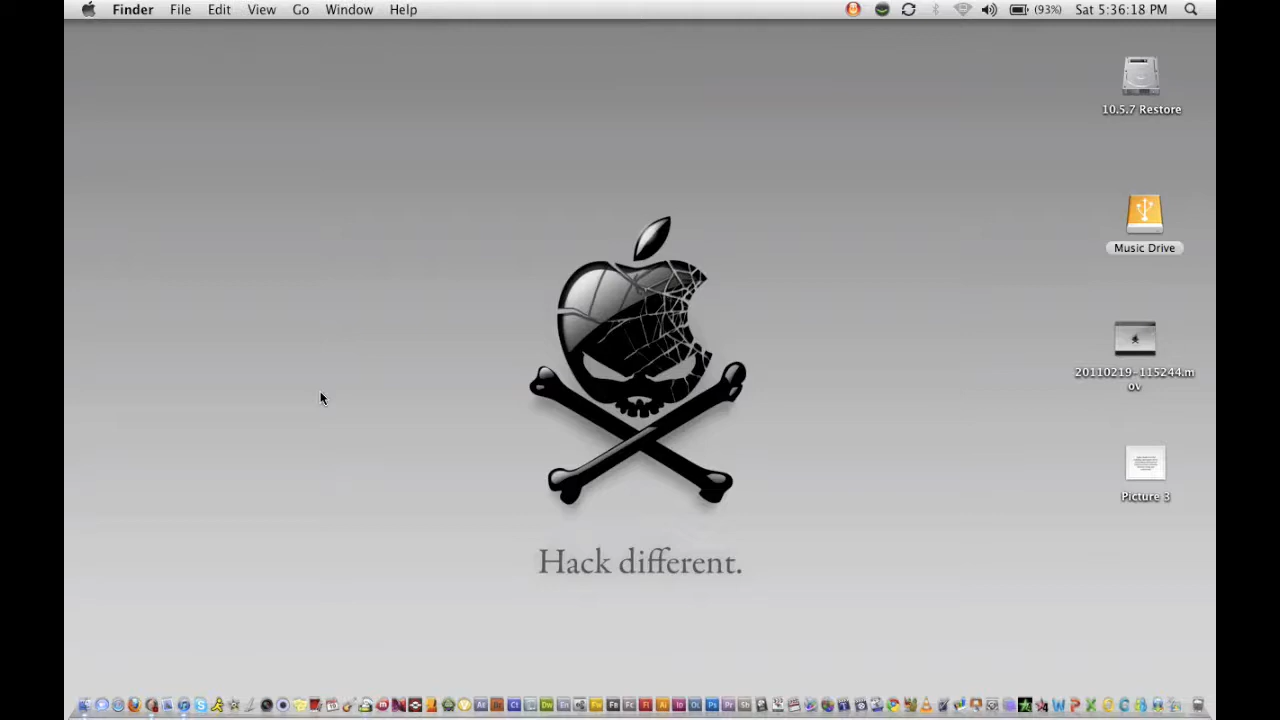 Finder File Edit View Go Window Help (93%) Sat 5:36:18 PM
10.5.7 Restore
Music Drive
20110219-115244.m
ov
Picture 3
Hack different.